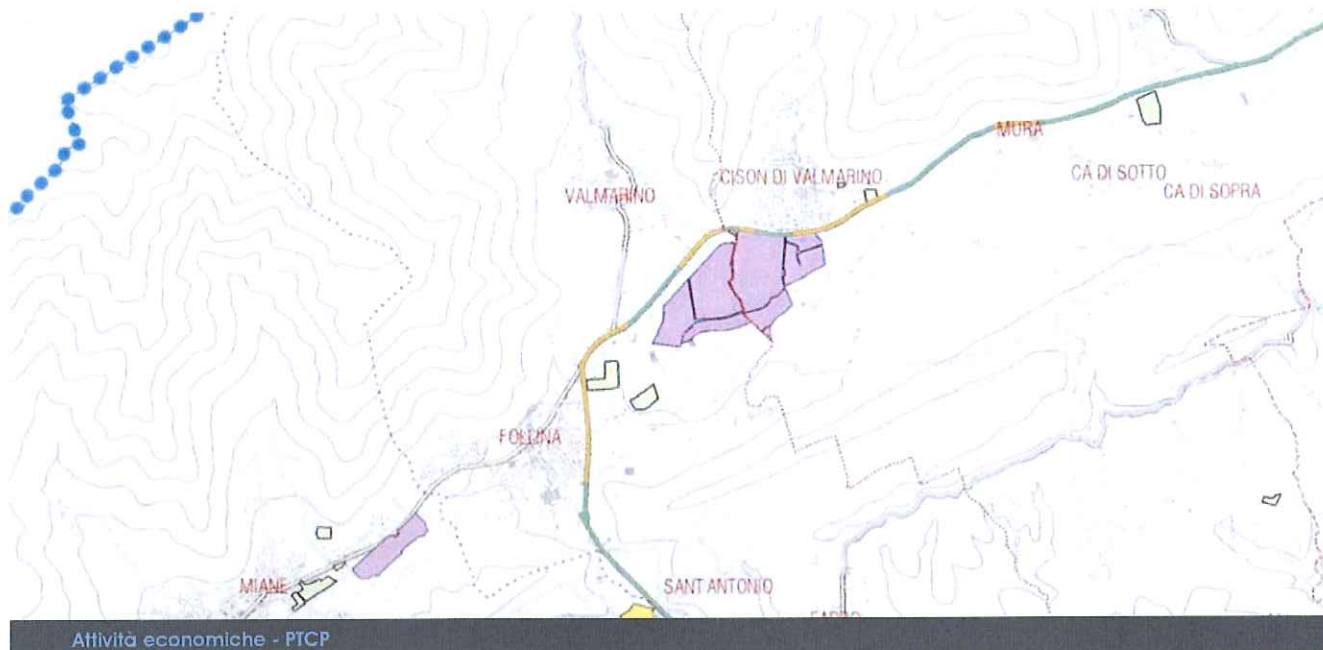 MURA
CISON DI VALMARINO
CA DI SOTTO
VALMARINO
CA DI SOPRA
FOLLINA
MIANE
SANT ANTONIO
Attività economiche - PTCP